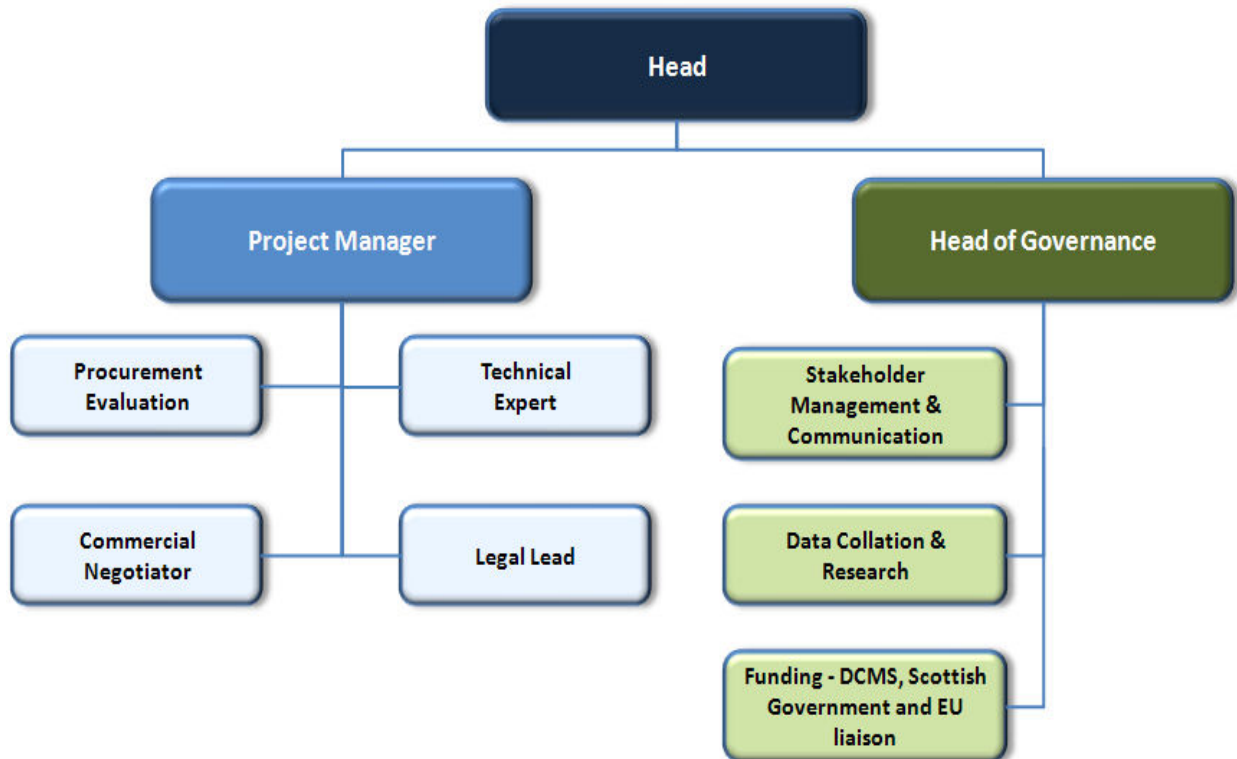 Head
Project Manager
Head of Governance
Procurement
Evaluation
Technical
Expert
Commercial
Negotiator
Legal Lead
Stakeholder
Management &
Communication
Data Collation &
Research
Funding - DCMS, Scottish
Government and EU
liaison